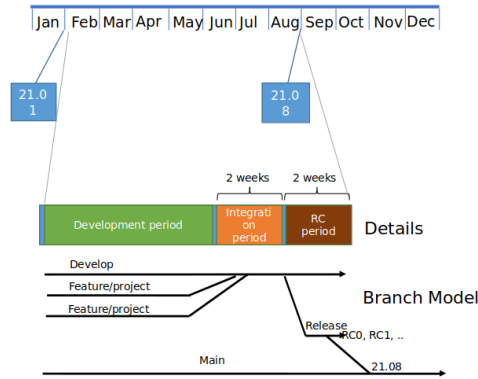 Jan Feb Mar Apr May Jun Jul Aug Sep Oct Nov Dec
21.0
1
21.0
8
2 weeks 2 weeks
Development period
Integrati
on
period
RC
period
Details
Develop
Feature/project
Feature/project
Branch Model
Release
RC0, RC1, ..
Main
21.08